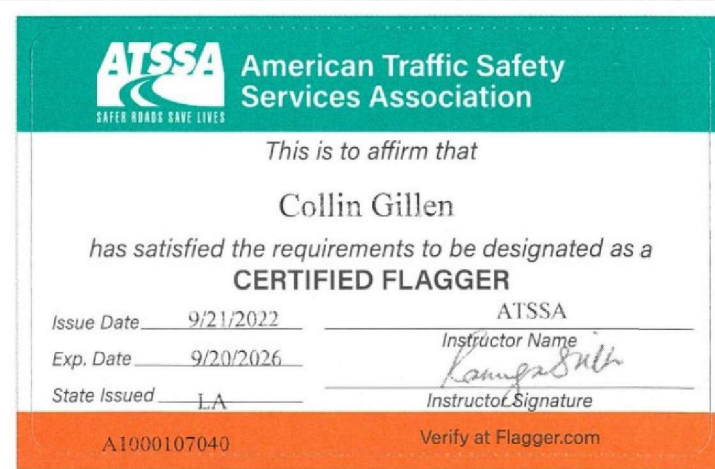 ATSSA
SAFER ROADS SAVE LIVES
American Traffic Safety
Services Association
This is to affirm that
Collin Gillen
has satisfied the requirements to be designated as a
CERTIFIED FLAGGER
Issue Date 9/21/2022
ATSSA
Instructor Name
Exp. Date 9/20/2026
State Issued LA
Instructor Signature
A1000107040
Verify at Flagger.com